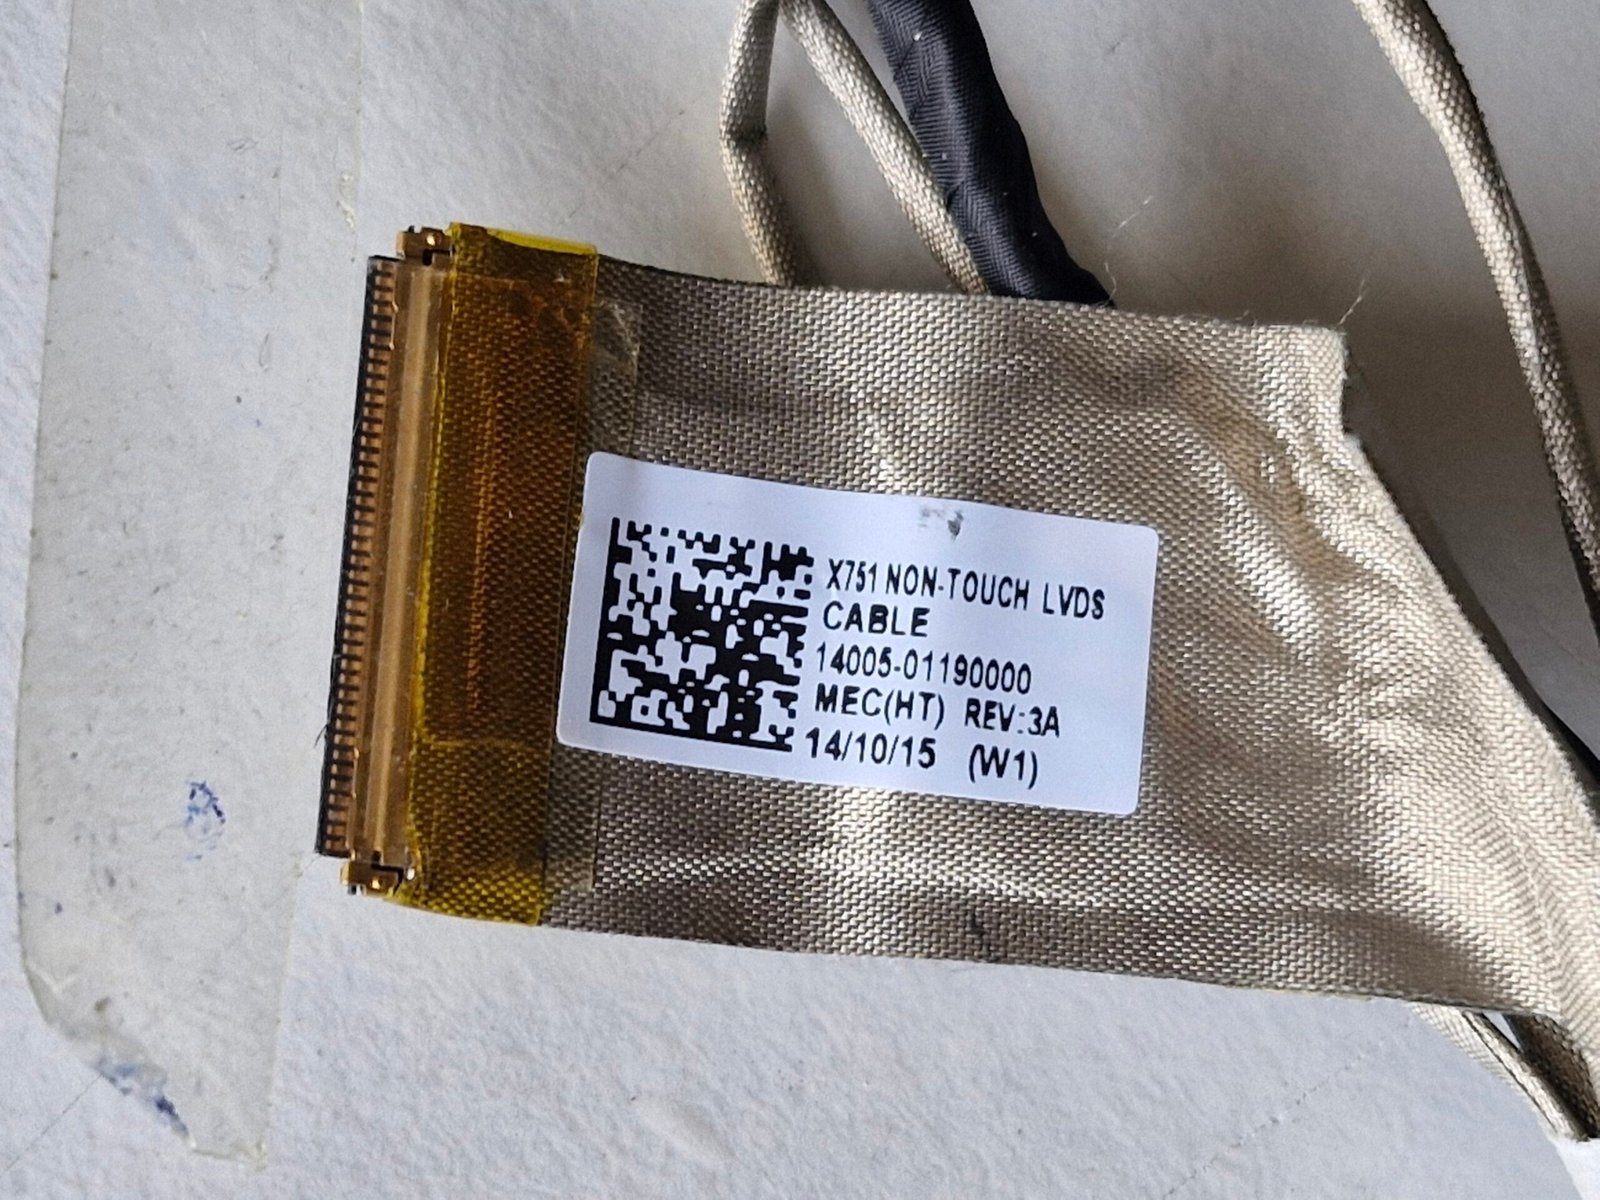 X751 NON-TOUCH LVDS
CABLE
14005-01190000
MEC(HT) REV:3A
14/10/15 (W1)